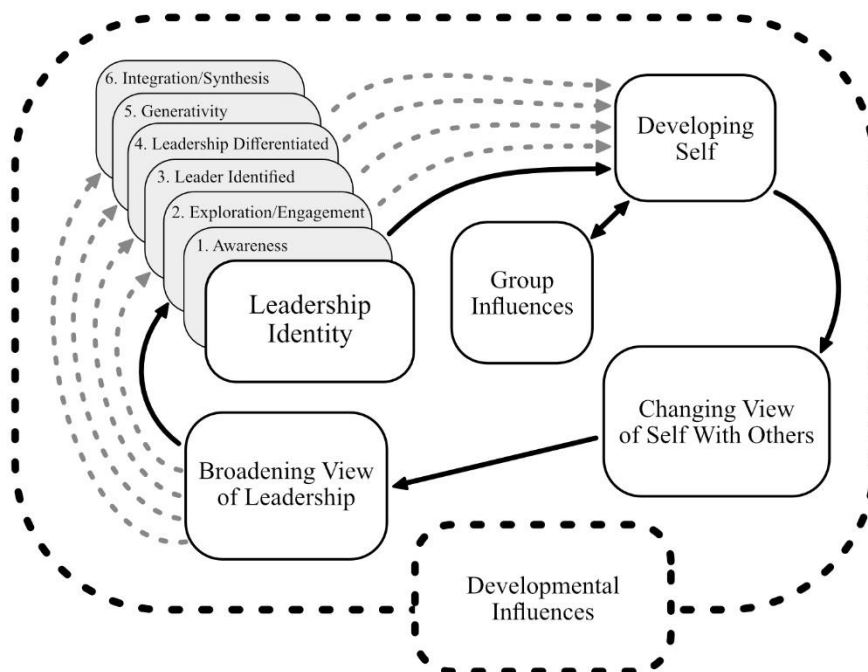 6. Integration/Synthesis
5. Generativity
4. Leadership Differentiated
3. Leader Identified
2. Exploration/Engagement
1. Awareness
Leadership
Identity
Developing
Self
Group
Influences
Changing View
of Self With Others
Broadening View
of Leadership
Developmental
Influences